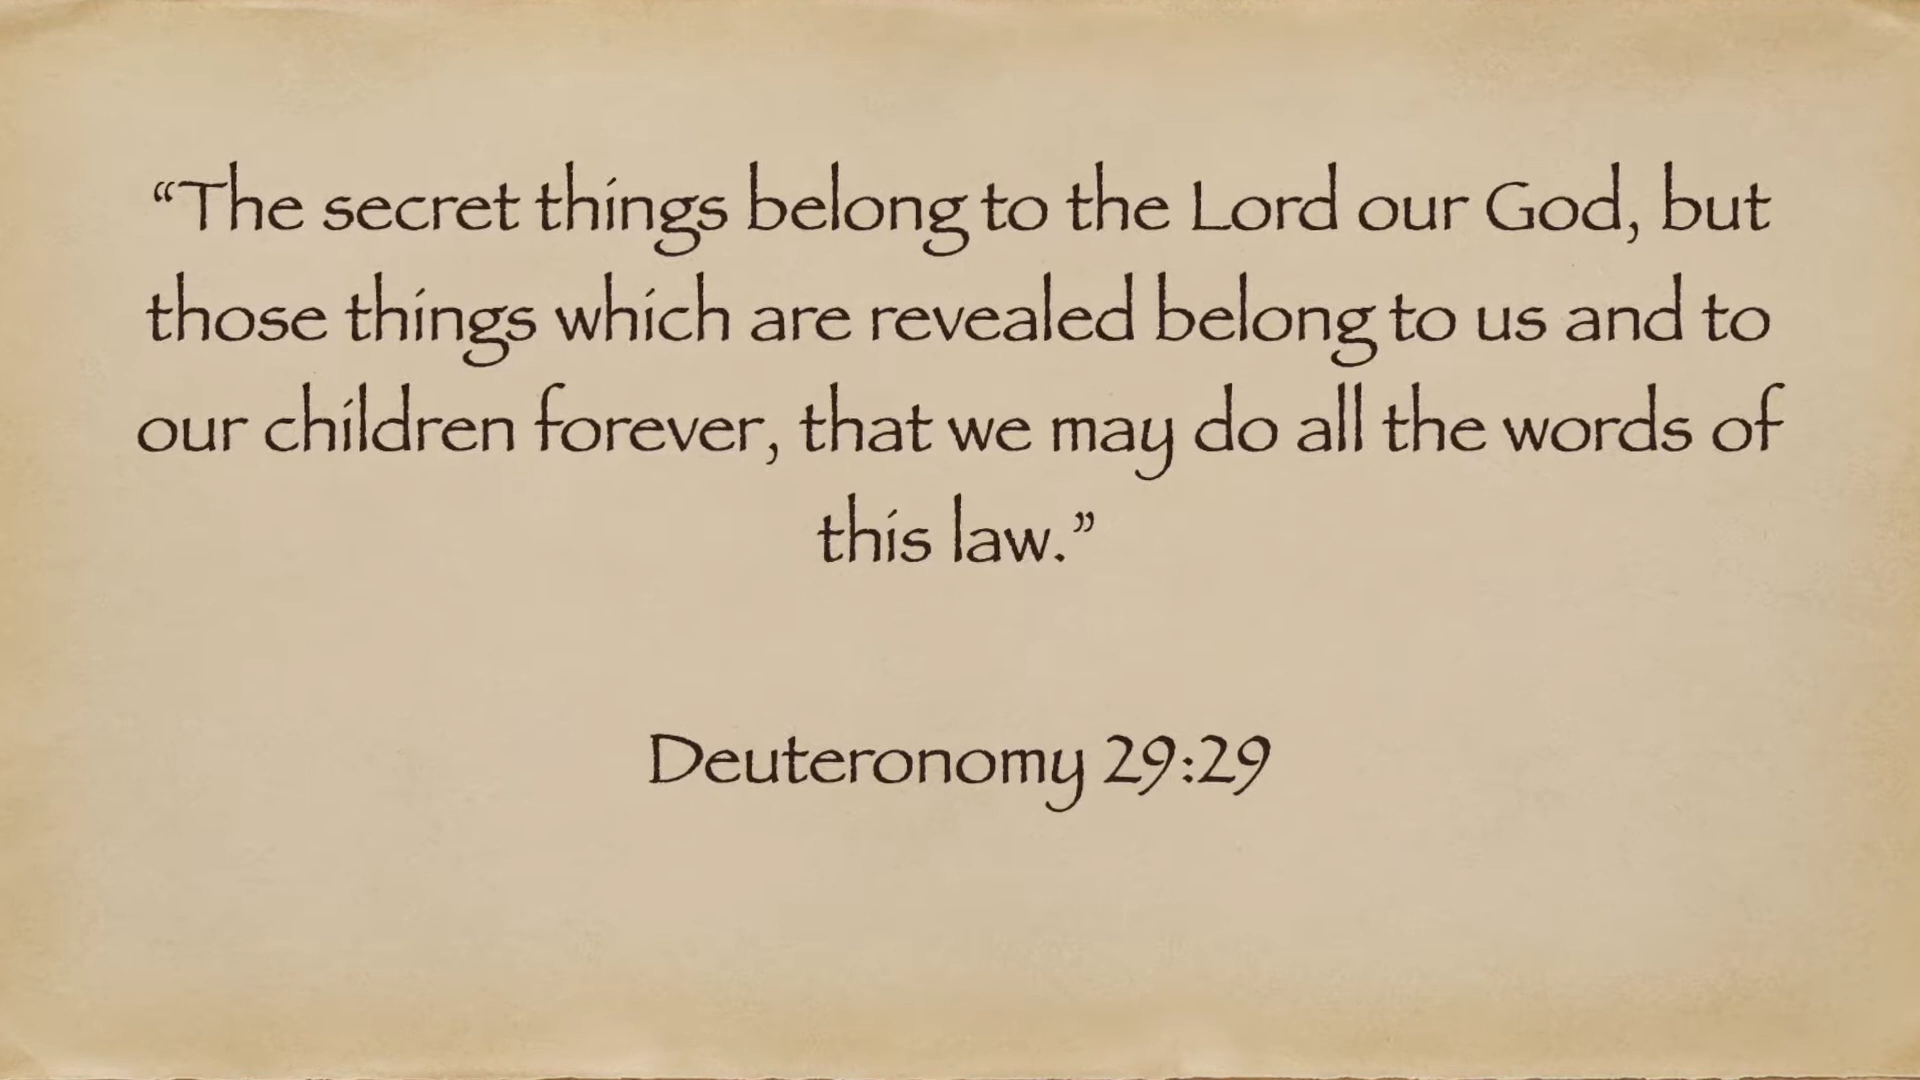 “The secret things belong to the Lord our God, but
those things which are revealed belong to us and to
our children forever, that we may do all the words of
this law.”
Deuteronomy 29:29